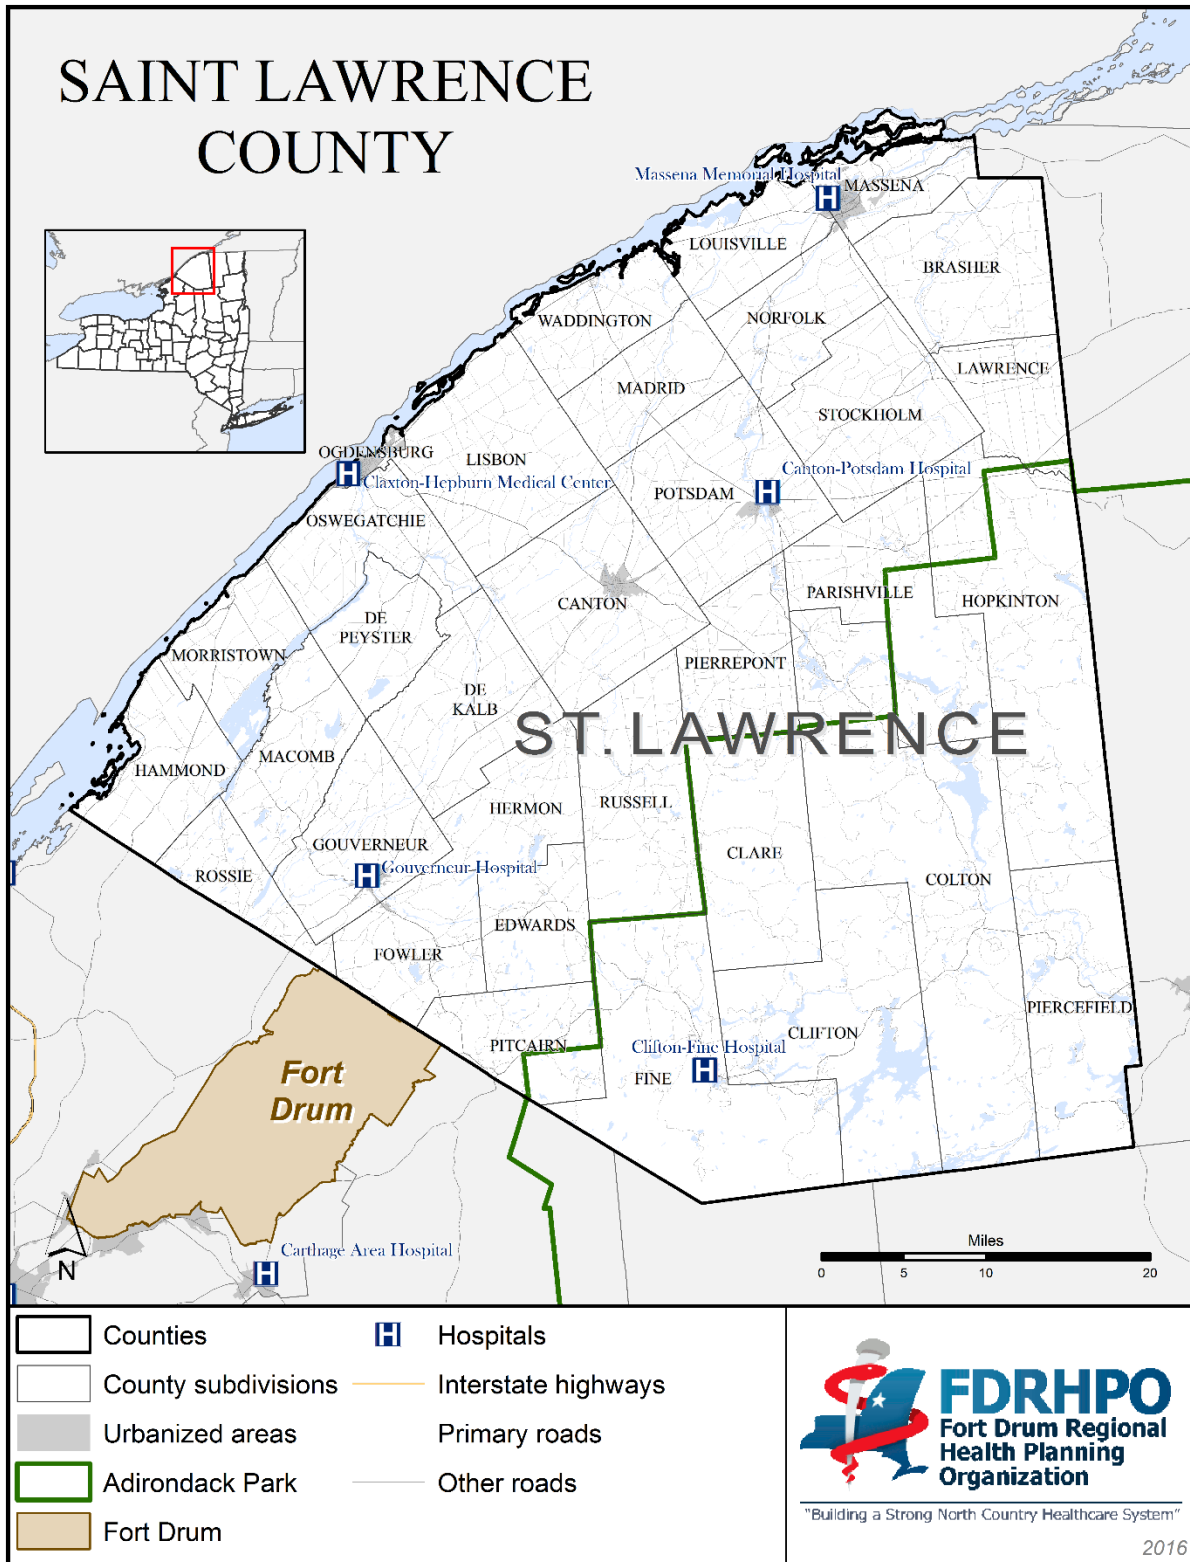 SAINT LAWRENCE
COUNTY
Massena Memorial Hospital
H
MASSENA
LOUISVILLE
BRASHER
WADDINGTON
NORFOLK
LAWRENCE
MADRID
STOCKHOLM
OGDENSBURG
LISBON
H
Claxton-Hepburn Medical Center
Canton-Potsdam Hospital
POTSDAM
H
OSWEGATCHIE
CANTON
PARISHVILLE
HOPKINTON
DE
PEYSTER
MORRISTOWN
PIERREPONT
DE
KALB
ST. LAWRENCE
MACOMB
HAMMOND
HERMON
RUSSELL
GOUVERNEUR
CLARE
H
Gouverneur Hospital
ROSSIE
COLTON
EDWARDS
FOWLER
PIERCEFIELD
CLIFTON
PITCAIRN
Clifton-Fine Hospital
H
FINE
Fort
Drum
Carthage Area Hospital
H
N
Miles
0 5 10 20
Counties
County subdivisions
Urbanized areas
Adirondack Park
Fort Drum
H Hospitals
Interstate highways
Primary roads
Other roads
FDRHPO
Fort Drum Regional
Health Planning
Organization
"Building a Strong North Country Healthcare System"
2016